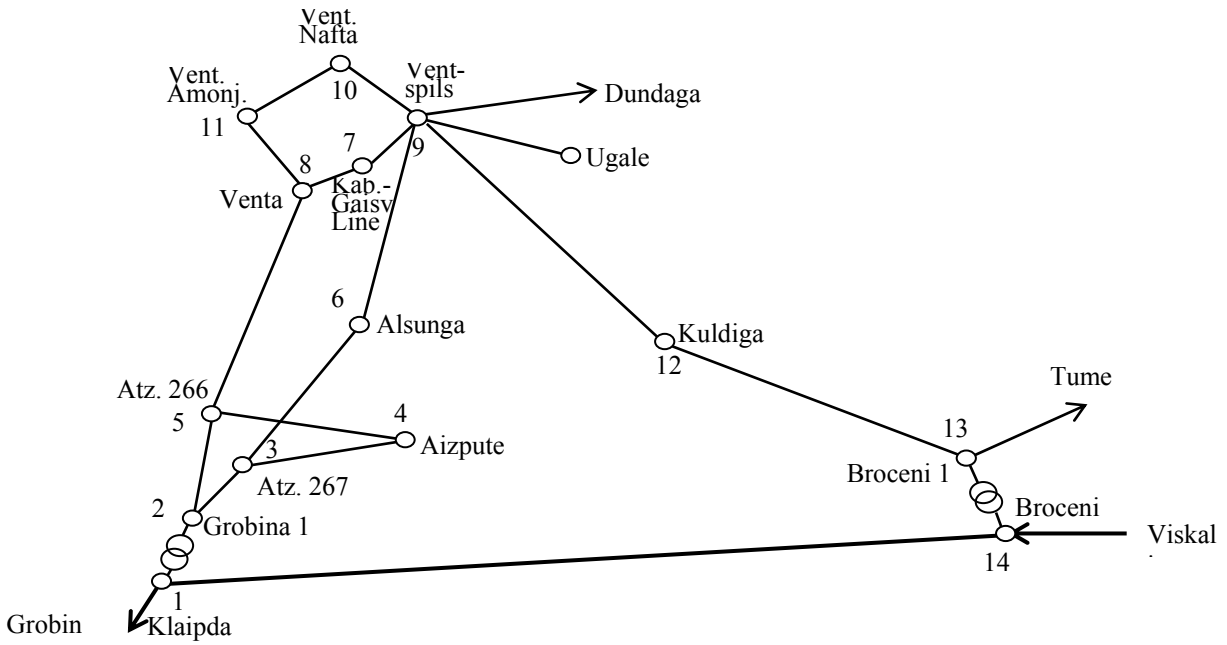 Vent.
Nafta
10
Vent.
Amonj.
11
Vent-
spils
9
Dundaga
Ugale
7
Kab.-
Gaisv
Line
8
Venta
6
Alsunga
Kuldiga
12
Tume
Atz. 266
5
4
Aizpute
3
Atz. 267
13
Broceni 1
2
Grobina 1
Broceni
14
Viskal
1
Grobin
Klaipda